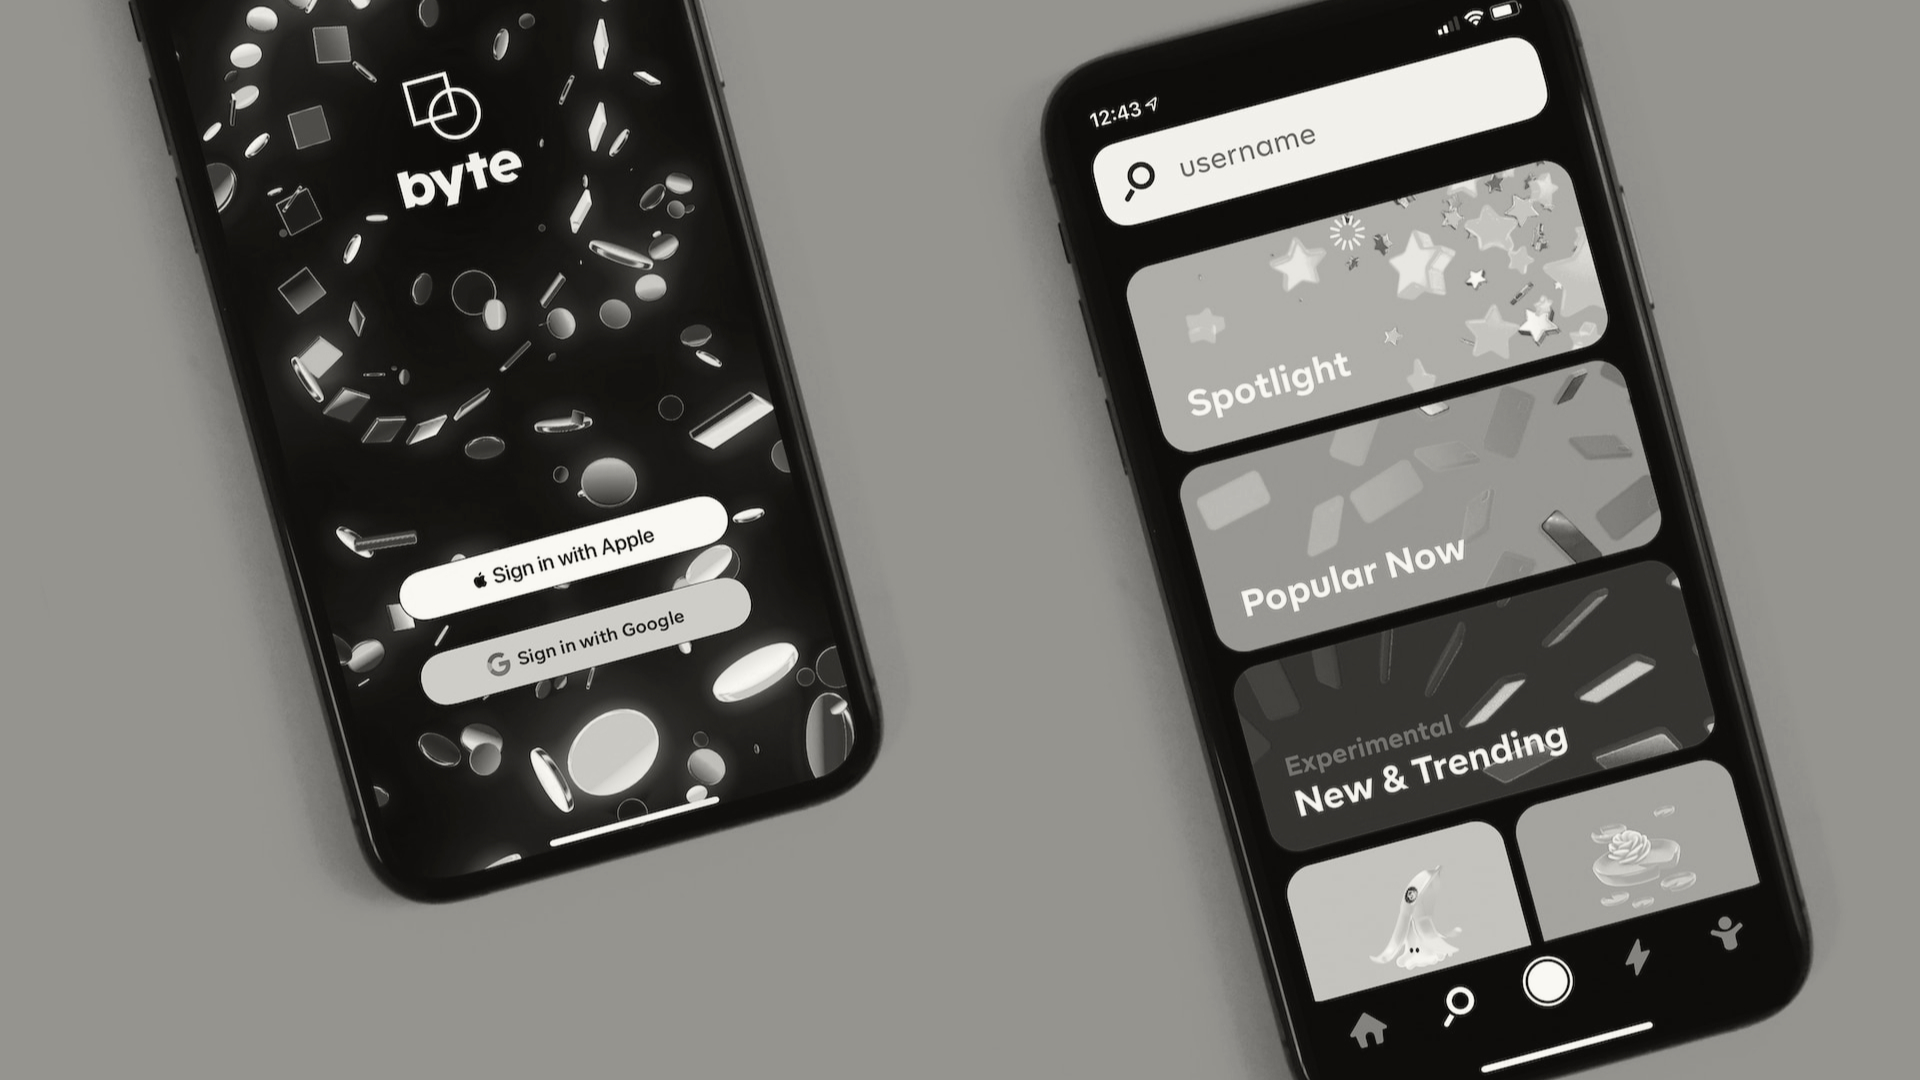 byte
Sign in with Apple
Sign in with Google
12:43
username
Spotlight
Popular Now
Experimental
New & Trending